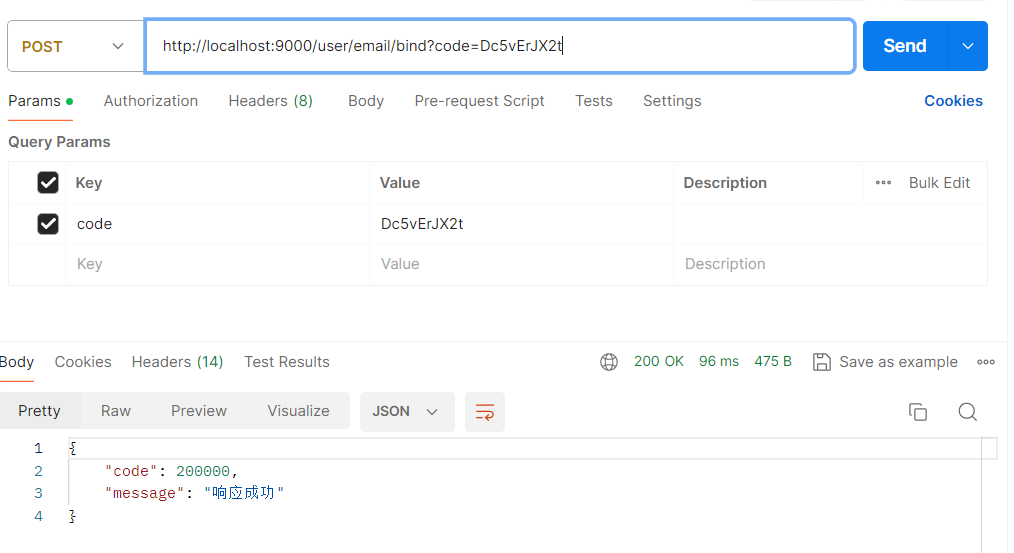 POST http://localhost:9000/user/email/bind?code=Dc5vErJX2t Send
Params Authorization Headers (8) Body Pre-request Script Tests Settings Cookies
Query Params
Key Value Description Bulk Edit
code Dc5vErJX2t
Key Value Description
Body Cookies Headers (14) Test Results 200 OK 96 ms 475 B Save as example
Pretty Raw Preview Visualize JSON
1 {
2 "code": 200000,
3 "message": "响应成功"
4 }